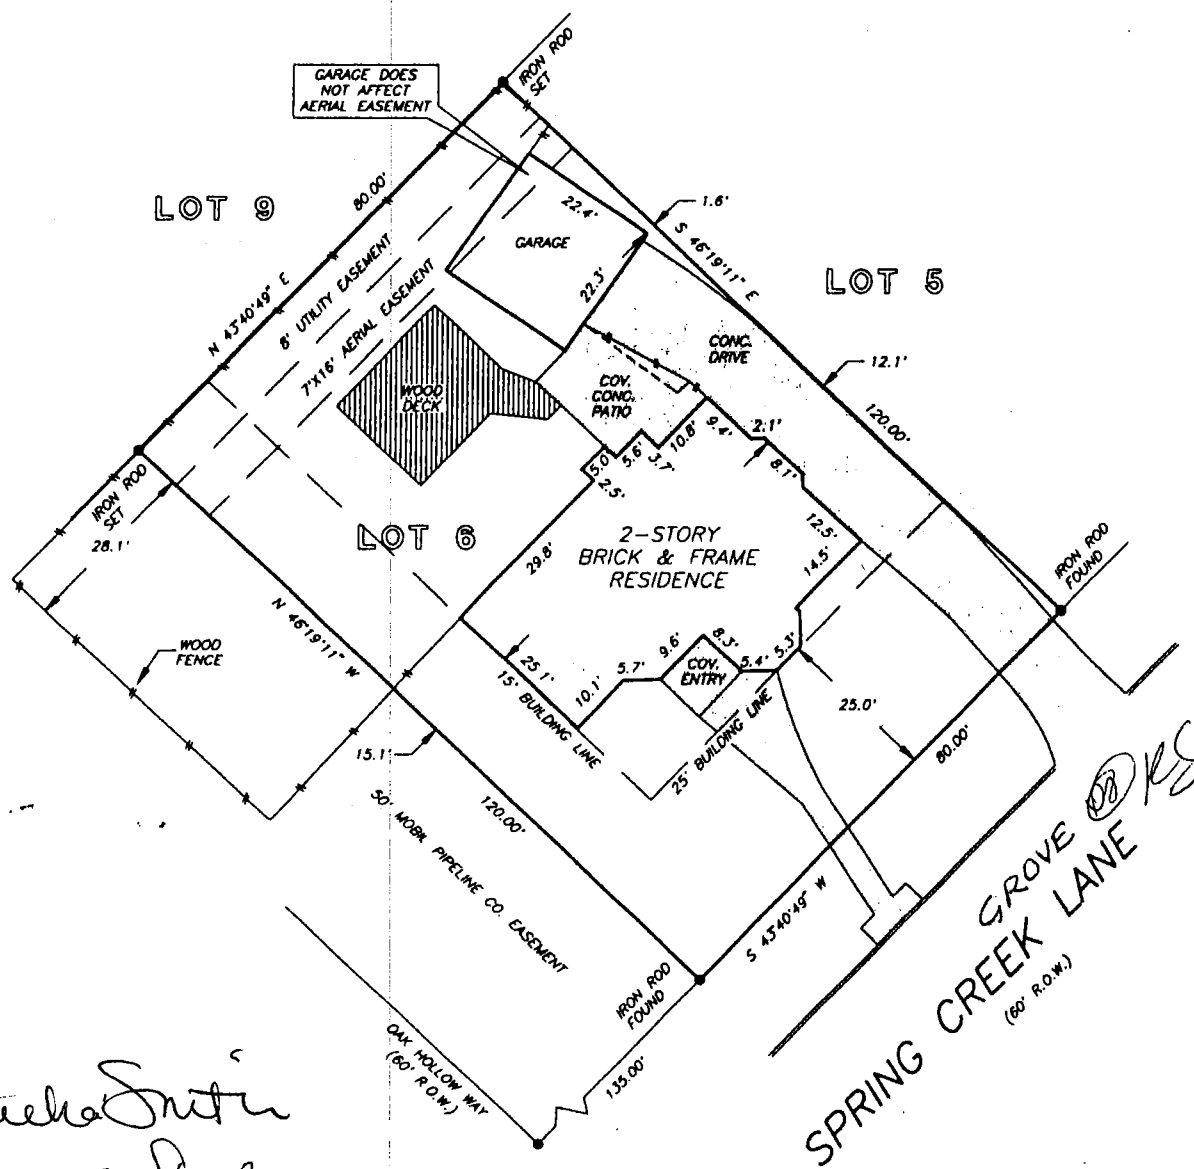 IRON ROD
SET
GARAGE DOES
NOT AFFECT
AERIAL EASEMENT
LOT 9
80.00'
N 43°40'49" E
8' UTILITY EASEMENT
7'X16' AERIAL EASEMENT
22.4'
GARAGE
22.3'
1.6'
S 46°19'11" E
LOT 5
CONC.
DRIVE
12.1'
120.00'
WOOD
DECK
COV.
CONC.
PATIO
9.4'
2.1'
8.1'
10.8'
3.7'
5.6'
5.0'
2.5'
12.5'
14.5'
IRON ROD
SET
28.1'
LOT 6
2-STORY
BRICK & FRAME
RESIDENCE
29.8'
IRON ROD
FOUND
N 46°19'11" W
WOOD
FENCE
25.1'
15' BUILDING LINE
10.1'
5.7'
9.6'
8.3'
COV.
ENTRY
5.4'
5.3'
25' BUILDING LINE
25.0'
80.00'
15.1'
120.00'
50' MOBIL PIPELINE CO. EASEMENT
S 43°40'49" W
GROVE
SPRING CREEK LANE
(60' R.O.W.)
IRON ROD
FOUND
OAK HOLLOW WAY
(60' R.O.W.)
135.00'
Smith